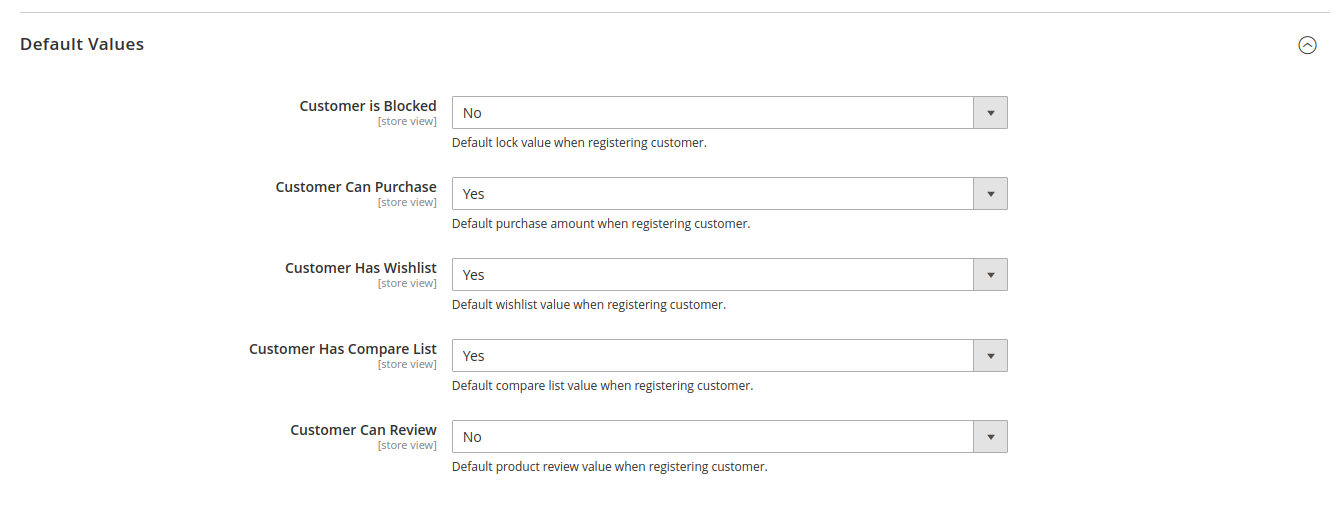 Default Values
Customer is Blocked
[store view]
No
Default lock value when registering customer.
Customer Can Purchase
[store view]
Yes
Default purchase amount when registering customer.
Customer Has Wishlist
[store view]
Yes
Default wishlist value when registering customer.
Customer Has Compare List
[store view]
Yes
Default compare list value when registering customer.
Customer Can Review
[store view]
No
Default product review value when registering customer.